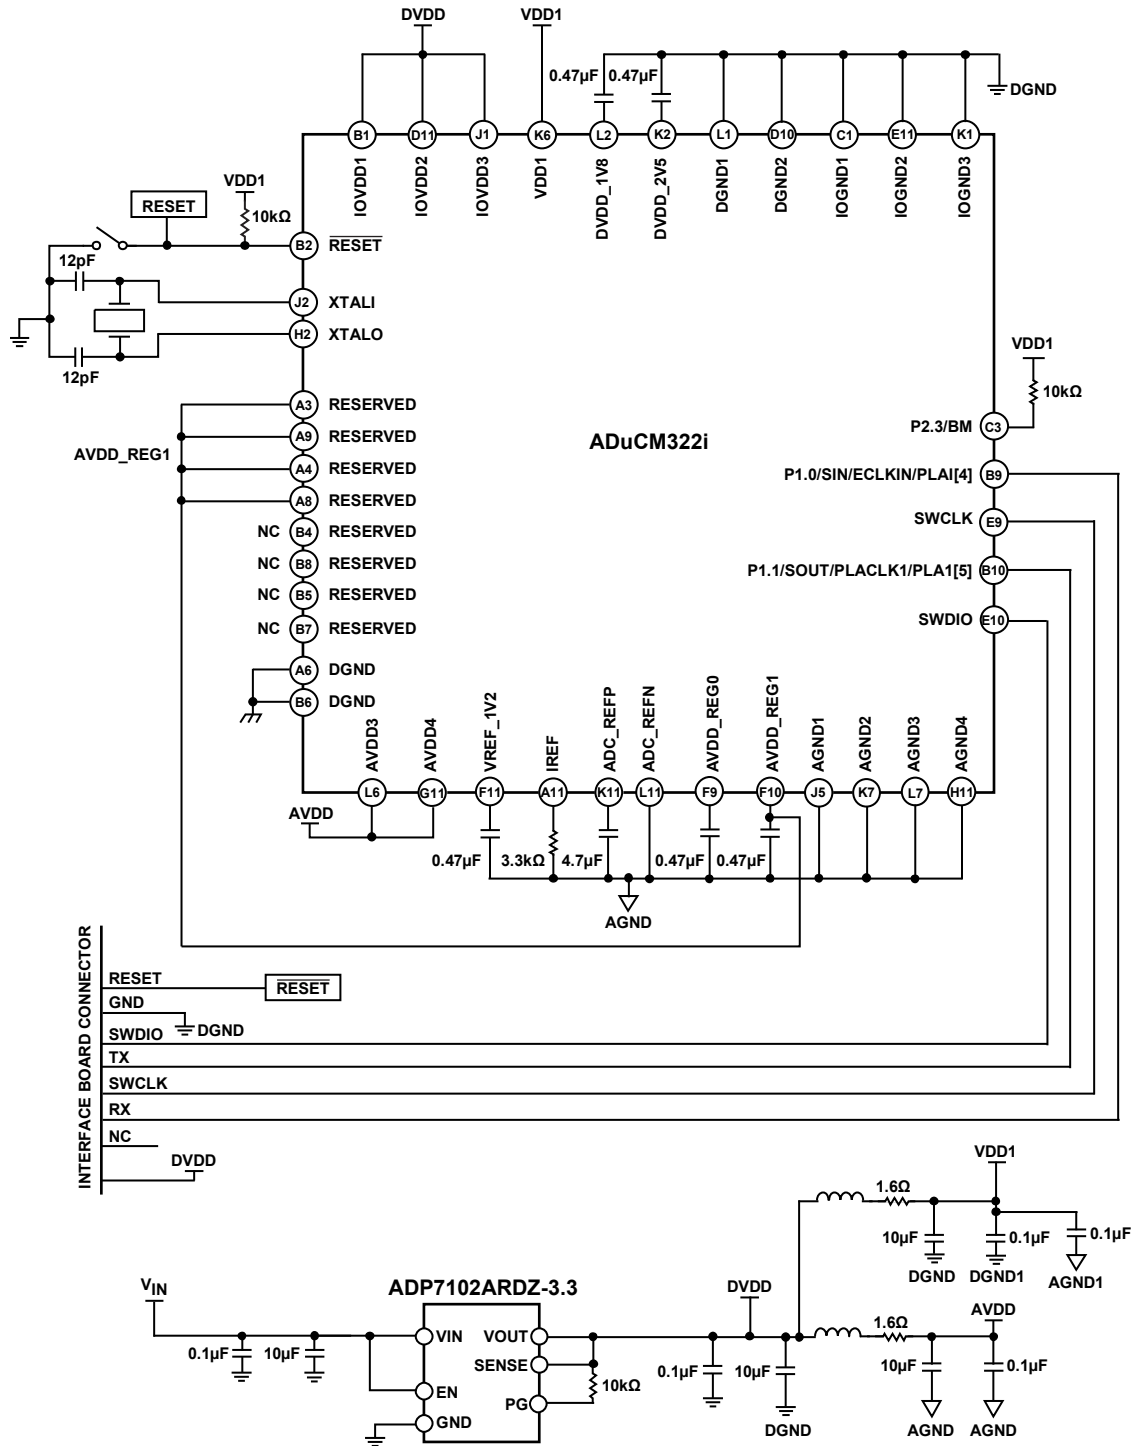 DVDD
VDD1
0.47µF
0.47µF
DGND
B1
D11
J1
K6
L2
K2
L1
D10
C1
E11
K1
IOVDD1
IOVDD2
IOVDD3
VDD1
DVDD_1V8
DVDD_2V5
DGND1
DGND2
IOGND1
IOGND2
IOGND3
VDD1
RESET
10kΩ
B2
RESET
12pF
J2
XTALI
H2
XTALO
12pF
VDD1
10kΩ
A3
RESERVED
A9
RESERVED
AVDD_REG1
A4
RESERVED
A8
RESERVED
NC
B4
RESERVED
NC
B8
RESERVED
NC
B5
RESERVED
NC
B7
RESERVED
A6
DGND
B6
DGND
ADuCM322i
P2.3/BM
C3
P1.0/SIN/ECLKIN/PLAI[4]
B9
SWCLK
E9
P1.1/SOUT/PLACLK1/PLA1[5]
B10
SWDIO
E10
AVDD3
AVDD4
VREF_1V2
IREF
ADC_REFP
ADC_REFN
AVDD_REG0
AVDD_REG1
AGND1
AGND2
AGND3
AGND4
L6
G11
F11
A11
K11
L11
F9
F10
J5
K7
L7
H11
AVDD
0.47µF
3.3kΩ
4.7µF
0.47µF
0.47µF
AGND
INTERFACE BOARD CONNECTOR
RESET
RESET
GND
DGND
SWDIO
TX
SWCLK
RX
NC
DVDD
VDD1
1.6Ω
10µF
0.1µF
0.1µF
DGND
DGND1
AGND1
ADP7102ARDZ-3.3
VIN
DVDD
AVDD
1.6Ω
VIN
VOUT
0.1µF
10µF
SENSE
EN
PG
GND
10kΩ
0.1µF
10µF
10µF
0.1µF
DGND
AGND
AGND